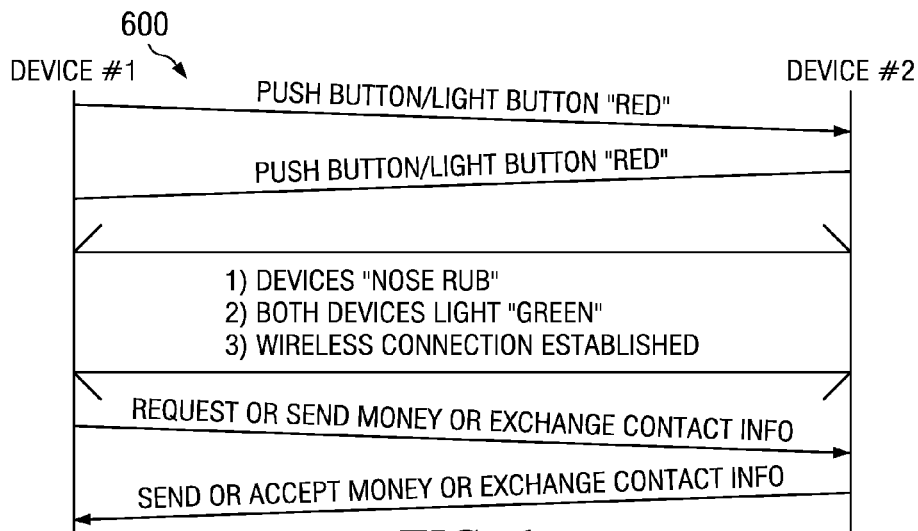 600
DEVICE #1
DEVICE #2
PUSH BUTTON/LIGHT BUTTON "RED"
PUSH BUTTON/LIGHT BUTTON "RED"
1) DEVICES "NOSE RUB"
2) BOTH DEVICES LIGHT "GREEN"
3) WIRELESS CONNECTION ESTABLISHED
REQUEST OR SEND MONEY OR EXCHANGE CONTACT INFO
SEND OR ACCEPT MONEY OR EXCHANGE CONTACT INFO